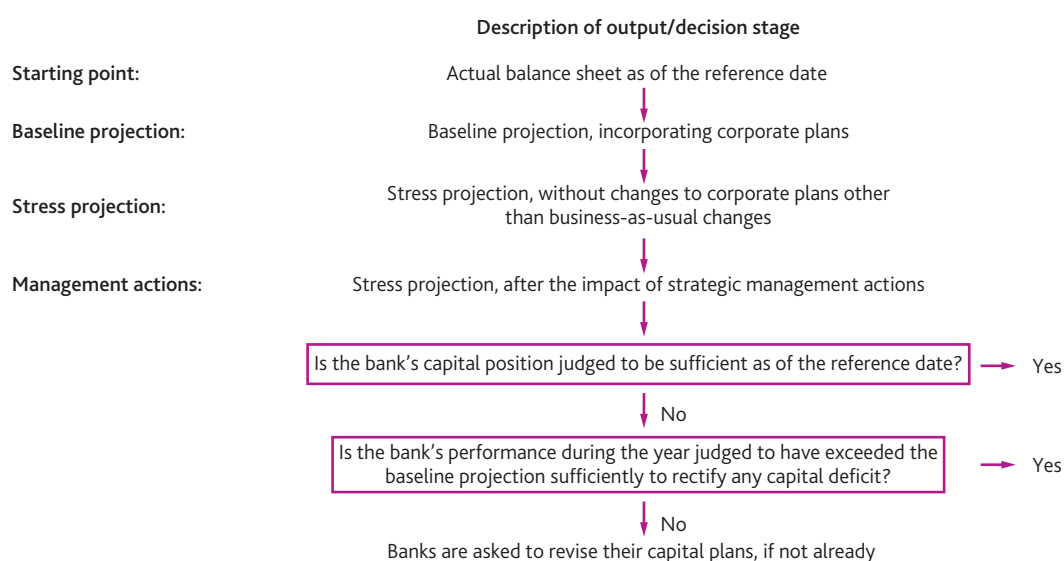 Description of output/decision stage
Starting point:
Actual balance sheet as of the reference date
Baseline projection:
Baseline projection, incorporating corporate plans
Stress projection:
Stress projection, without changes to corporate plans other
than business-as-usual changes
Management actions:
Stress projection, after the impact of strategic management actions
Is the bank’s capital position judged to be sufficient as of the reference date?
Yes
No
Is the bank’s performance during the year judged to have exceeded the
baseline projection sufficiently to rectify any capital deficit?
Yes
No
Banks are asked to revise their capital plans, if not already